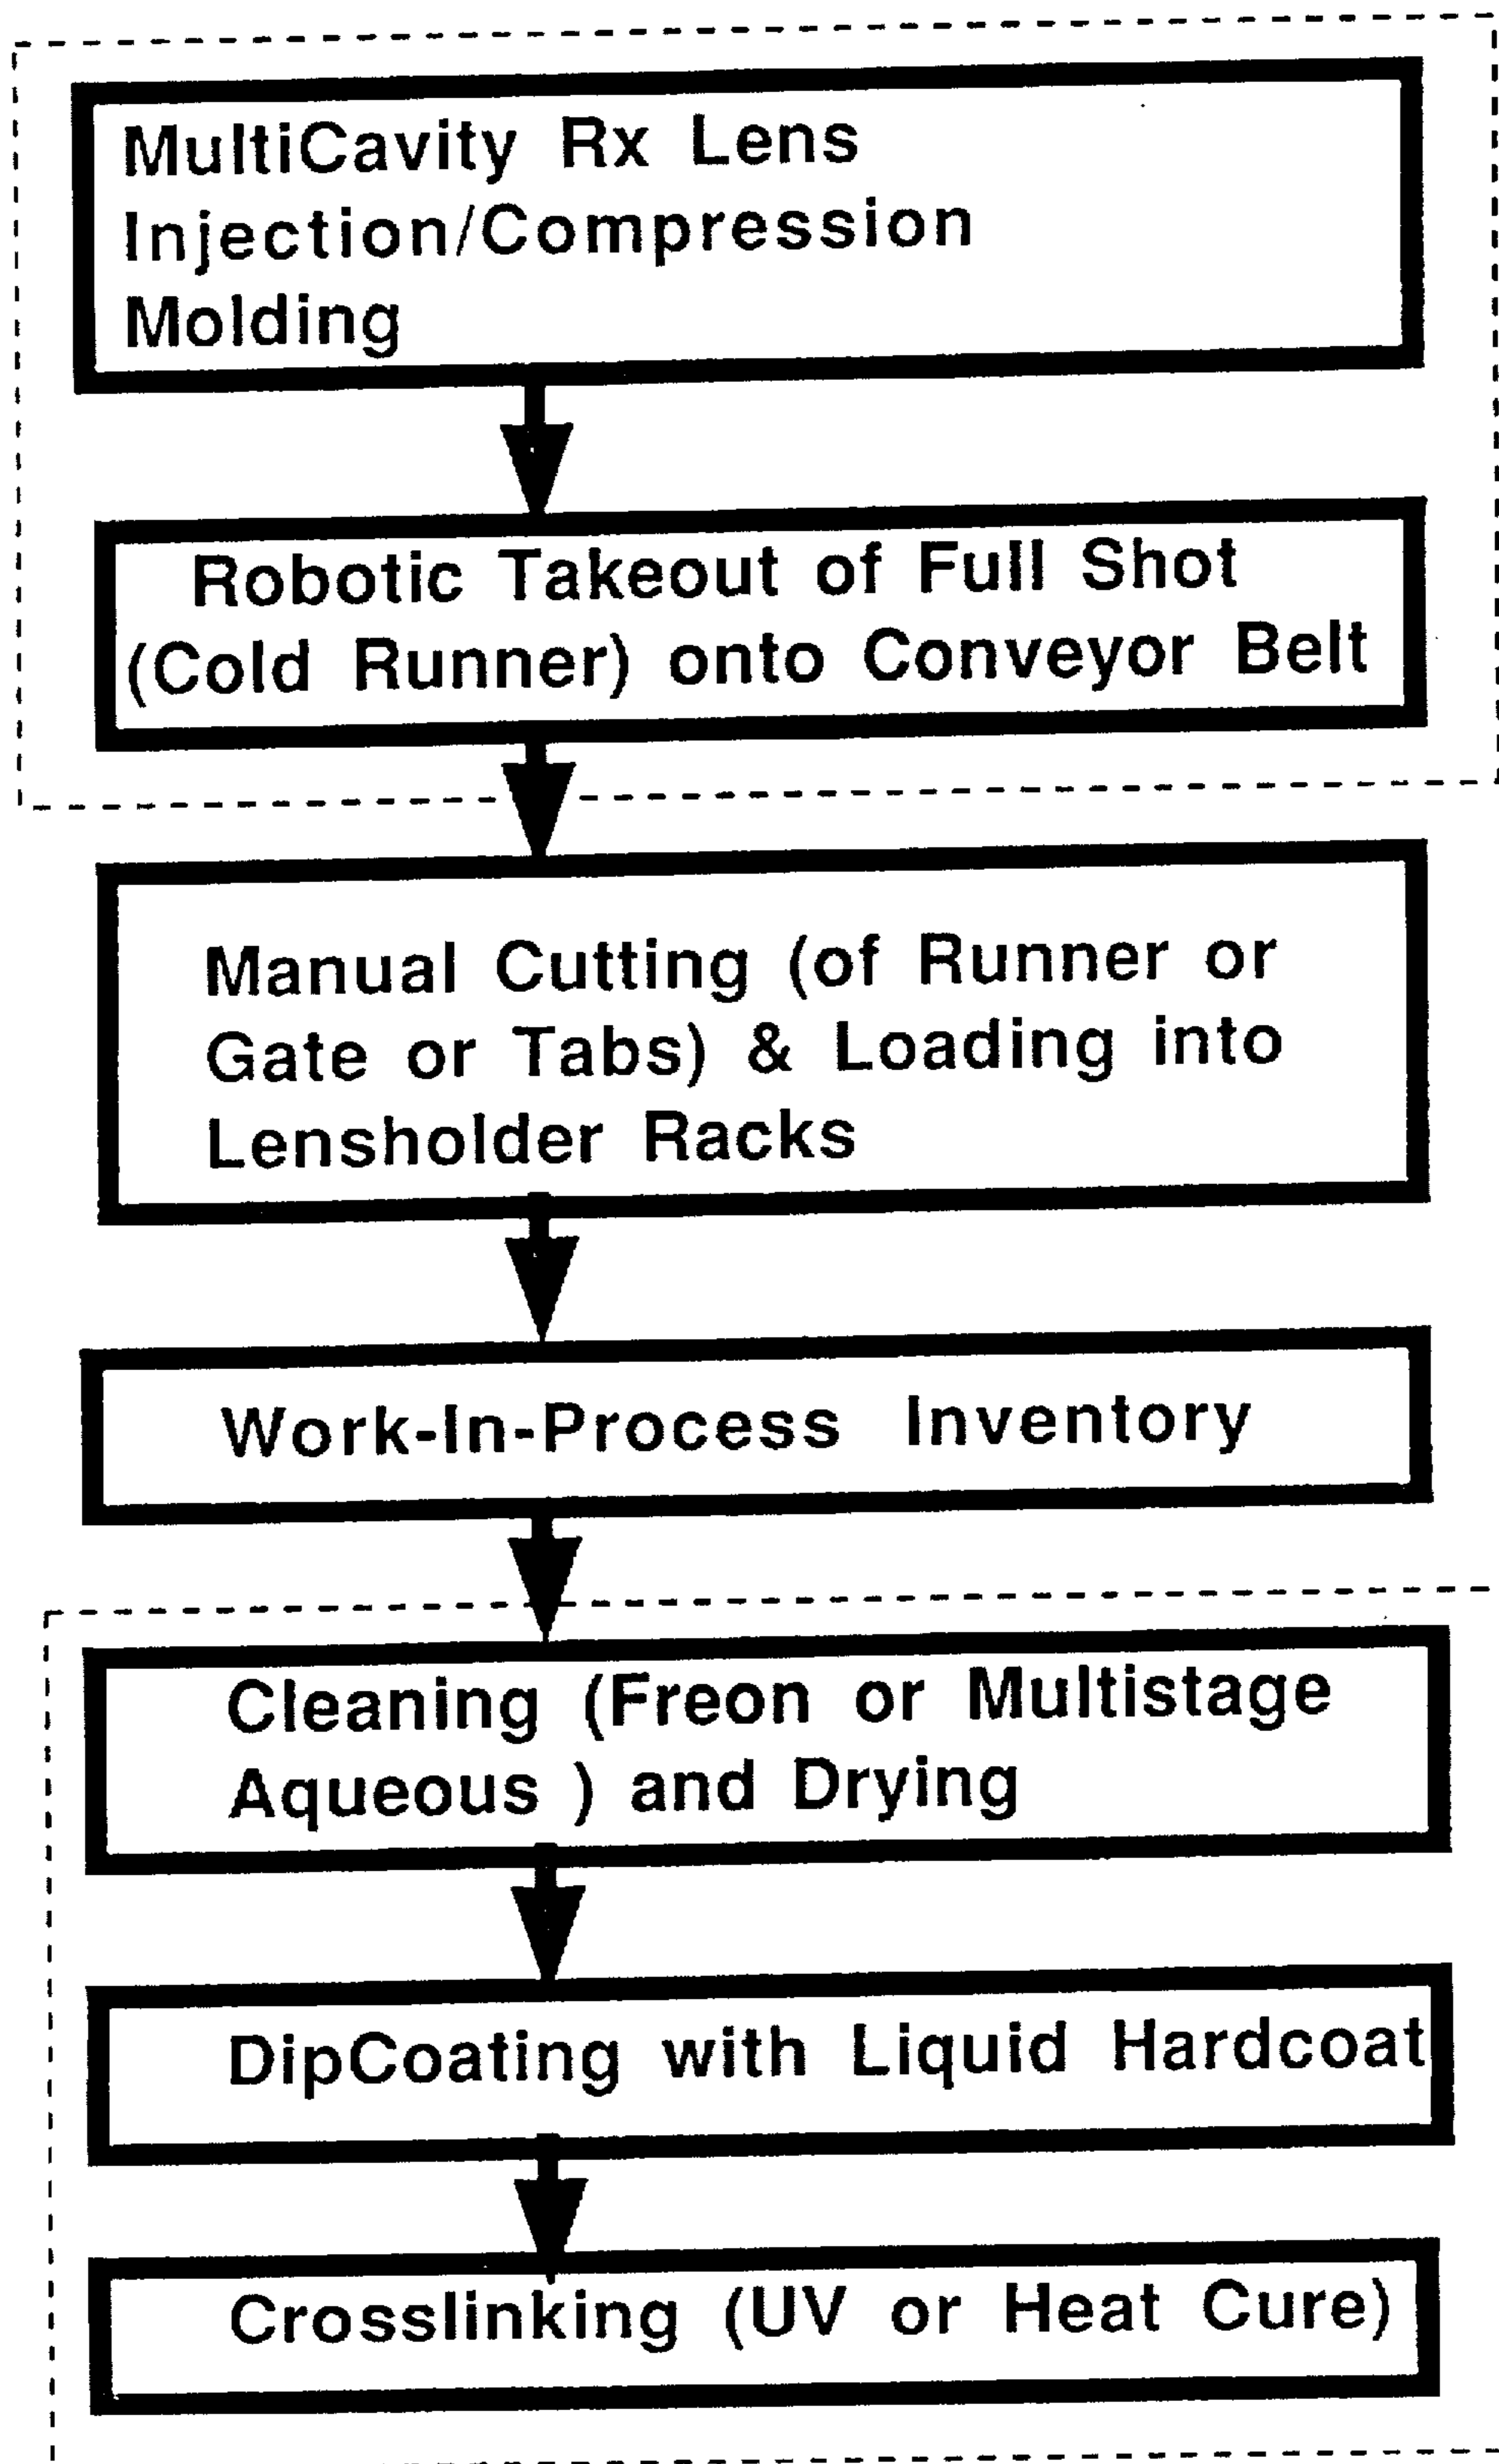 MultiCavity Rx Lens
Injection/Compression
Molding
Robotic Takeout of Full Shot
(Cold Runner) onto Conveyor Belt
Manual Cutting (of Runner or
Gate or Tabs) & Loading into
Lensholder Racks
Work-In-Process Inventory
Cleaning (Freon or Multistage
Aqueous ) and Drying
DipCoating with Liquid Hardcoat
Crosslinking (UV or Heat Cure)